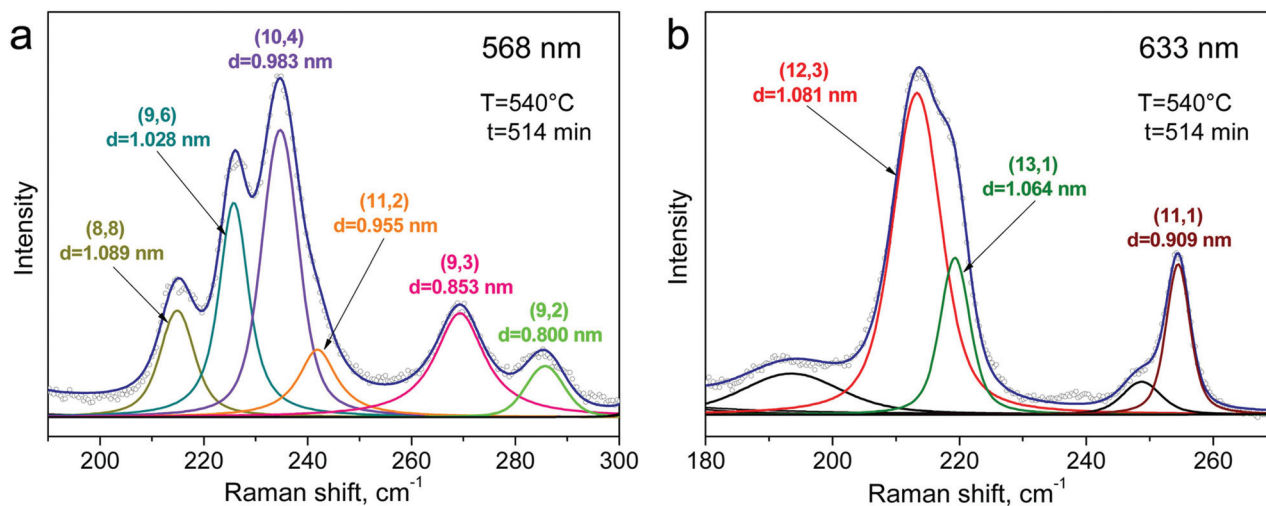 a
568 nm
T=540°C
t=514 min
(10,4)
d=0.983 nm
(9,6)
d=1.028 nm
(8,8)
d=1.089 nm
(11,2)
d=0.955 nm
(9,3)
d=0.853 nm
(9,2)
d=0.800 nm
Intensity
200 220 240 260 280 300
Raman shift, cm⁻¹
b
633 nm
T=540°C
t=514 min
(12,3)
d=1.081 nm
(13,1)
d=1.064 nm
(11,1)
d=0.909 nm
Intensity
180 200 220 240 260
Raman shift, cm⁻¹